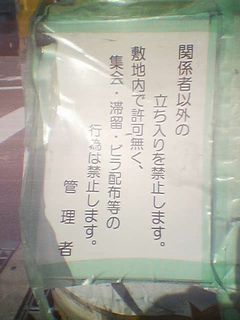 関係者以外の
立ち入りを禁止します。
敷地内で許可無く、
集会・滞留・ビラ配布等の
行為は禁止します。
管理者